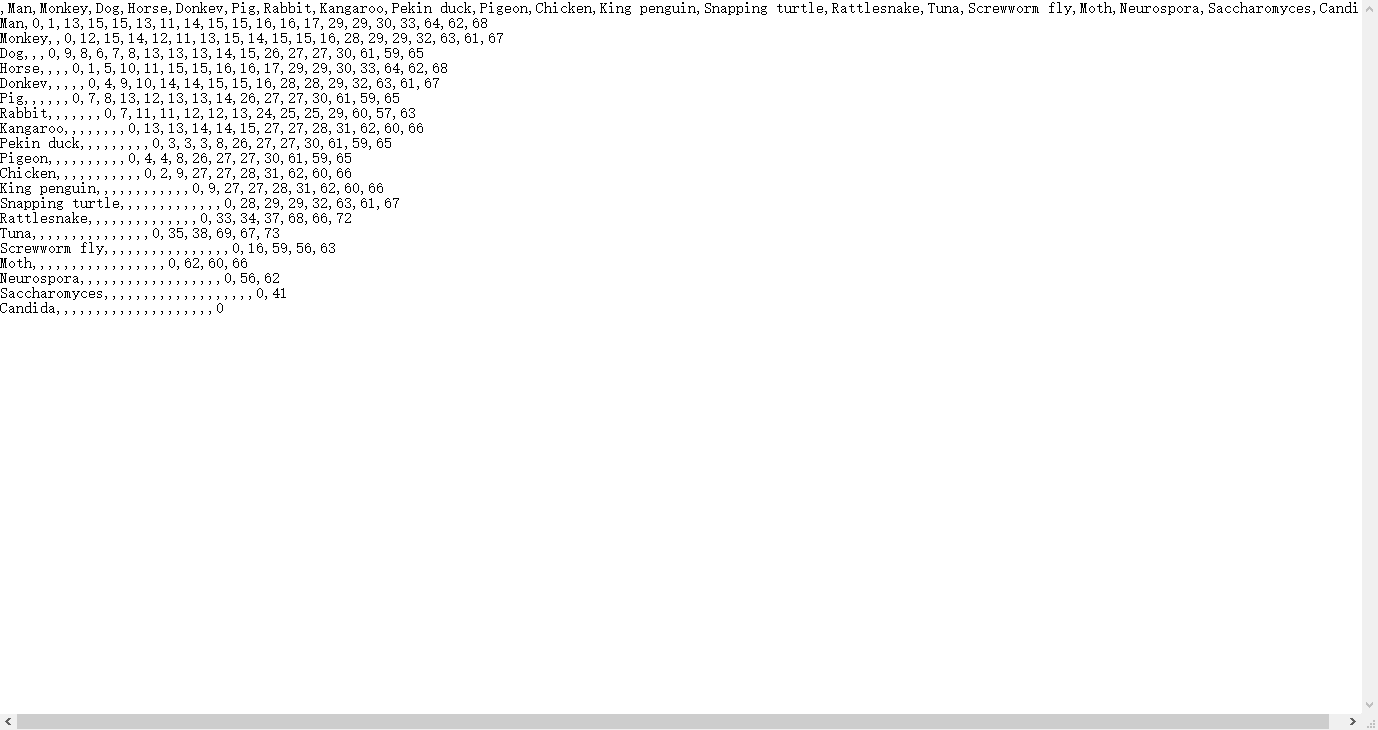 ,Man,Monkey,Dog,Horse,Donkev,Pig,Rabbit,Kangaroo,Pekin duck,Pigeon,Chicken,King penguin,Snapping turtle,Rattlesnake,Tuna,Screwworm fly,Moth,Neurospora,Saccharomyces,Candi
Man,0,1,13,15,15,13,11,14,15,15,16,16,17,29,29,30,33,64,62,68
Monkey,,0,12,15,14,12,11,13,15,14,15,15,16,28,29,29,32,63,61,67
Dog,,,0,9,8,6,7,8,13,13,13,14,15,26,27,27,30,61,59,65
Horse,,,,0,1,5,10,11,15,15,16,16,17,29,29,30,33,64,62,68
Donkev,,,,,0,4,9,10,14,14,15,15,16,28,28,29,32,63,61,67
Pig,,,,,,0,7,8,13,12,13,13,14,26,27,27,30,61,59,65
Rabbit,,,,,,,0,7,11,11,12,12,13,24,25,25,29,60,57,63
Kangaroo,,,,,,,,0,13,13,14,14,15,27,27,28,31,62,60,66
Pekin duck,,,,,,,,,0,3,3,3,8,26,27,27,30,61,59,65
Pigeon,,,,,,,,,,0,4,4,8,26,27,27,30,61,59,65
Chicken,,,,,,,,,,,0,2,9,27,27,28,31,62,60,66
King penguin,,,,,,,,,,,,0,9,27,27,28,31,62,60,66
Snapping turtle,,,,,,,,,,,,,0,28,29,29,32,63,61,67
Rattlesnake,,,,,,,,,,,,,,0,33,34,37,68,66,72
Tuna,,,,,,,,,,,,,,,0,35,38,69,67,73
Screwworm fly,,,,,,,,,,,,,,,,0,16,59,56,63
Moth,,,,,,,,,,,,,,,,,0,62,60,66
Neurospora,,,,,,,,,,,,,,,,,,0,56,62
Saccharomyces,,,,,,,,,,,,,,,,,,,0,41
Candida,,,,,,,,,,,,,,,,,,,,0